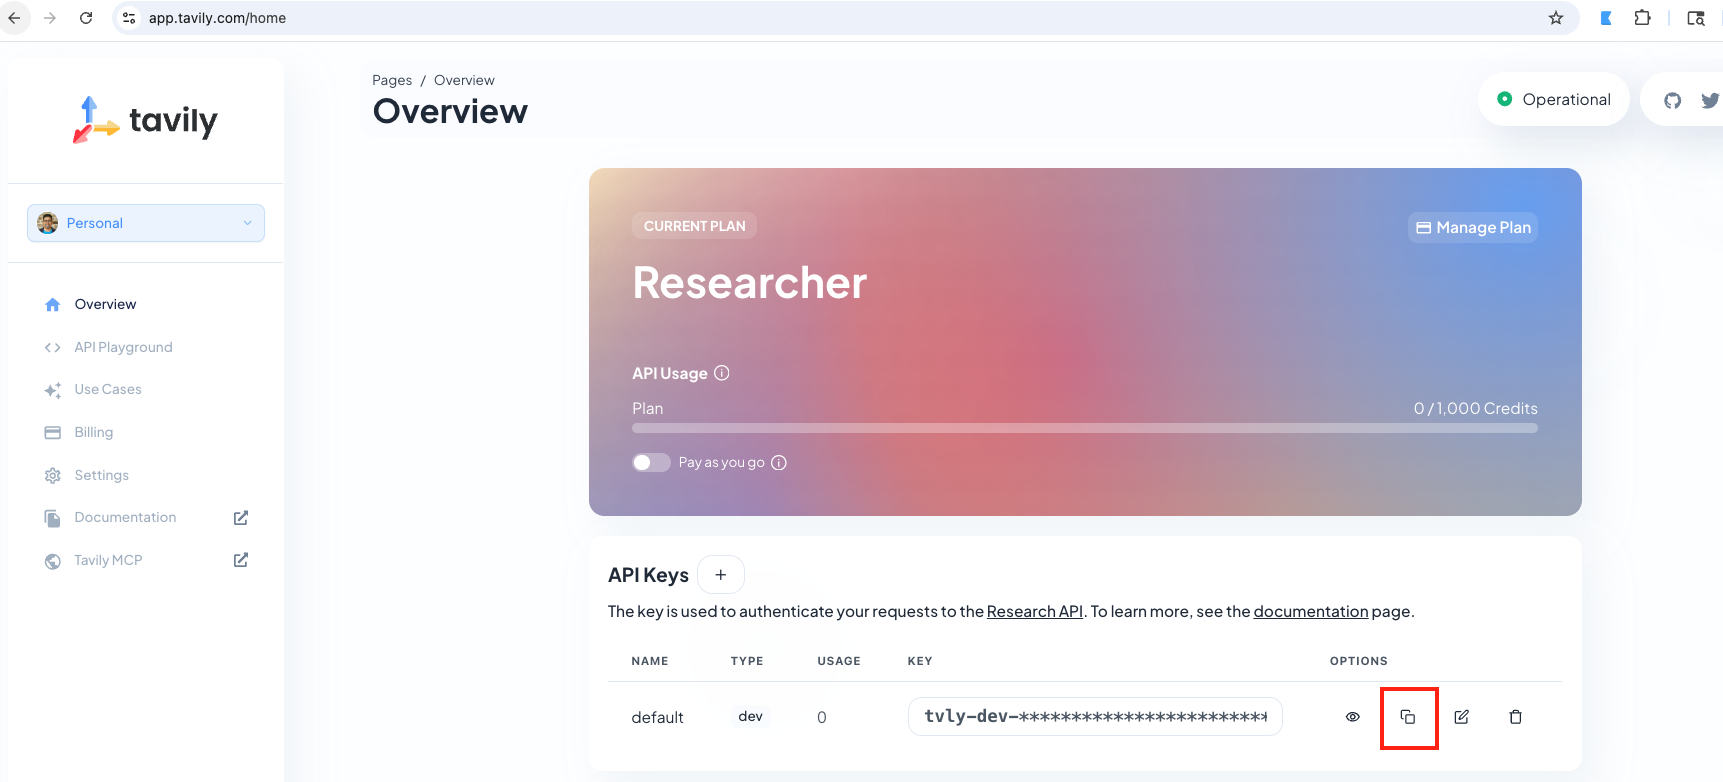 app.tavily.com/home
tavily
Personal
Overview
API Playground
Use Cases
Billing
Settings
Documentation
Tavily MCP
Pages / Overview
Overview
Operational
CURRENT PLAN
Manage Plan
Researcher
API Usage
Plan
0 / 1,000 Credits
Pay as you go
API Keys +
The key is used to authenticate your requests to the Research API. To learn more, see the documentation page.
NAME TYPE USAGE KEY OPTIONS
default dev 0 tvly-dev-************************